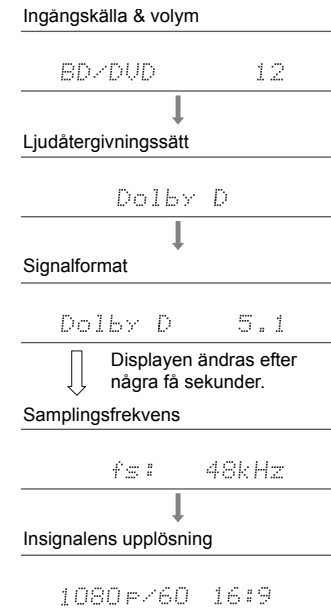 Ingångskälla & volym
BD/DVD 12
Ljudåtergivningssätt
Dolby D
Signalformat
Dolby D 5.1
Displayen ändras efter
några få sekunder.
Samplingsfrekvens
fs: 48kHz
Insignalens upplösning
1080p/60 16:9